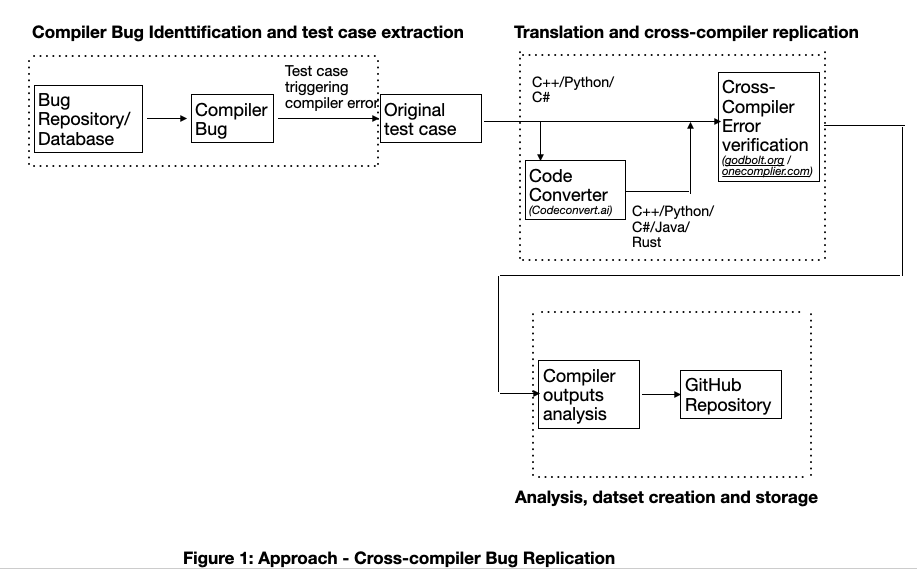 Compiler Bug Identtification and test case extraction
Bug
Repository/
Database
Compiler
Bug
Test case
triggering
compiler error
Original
test case
Translation and cross-compiler replication
C++/Python/
C#
Code
Converter
(Codeconvert.ai)
C++/Python/
C#/Java/
Rust
Cross-
Compiler
Error
verification
(godbolt.org /
onecomplier.com)
Compiler
outputs
analysis
GitHub
Repository
Analysis, datset creation and storage
Figure 1: Approach - Cross-compiler Bug Replication